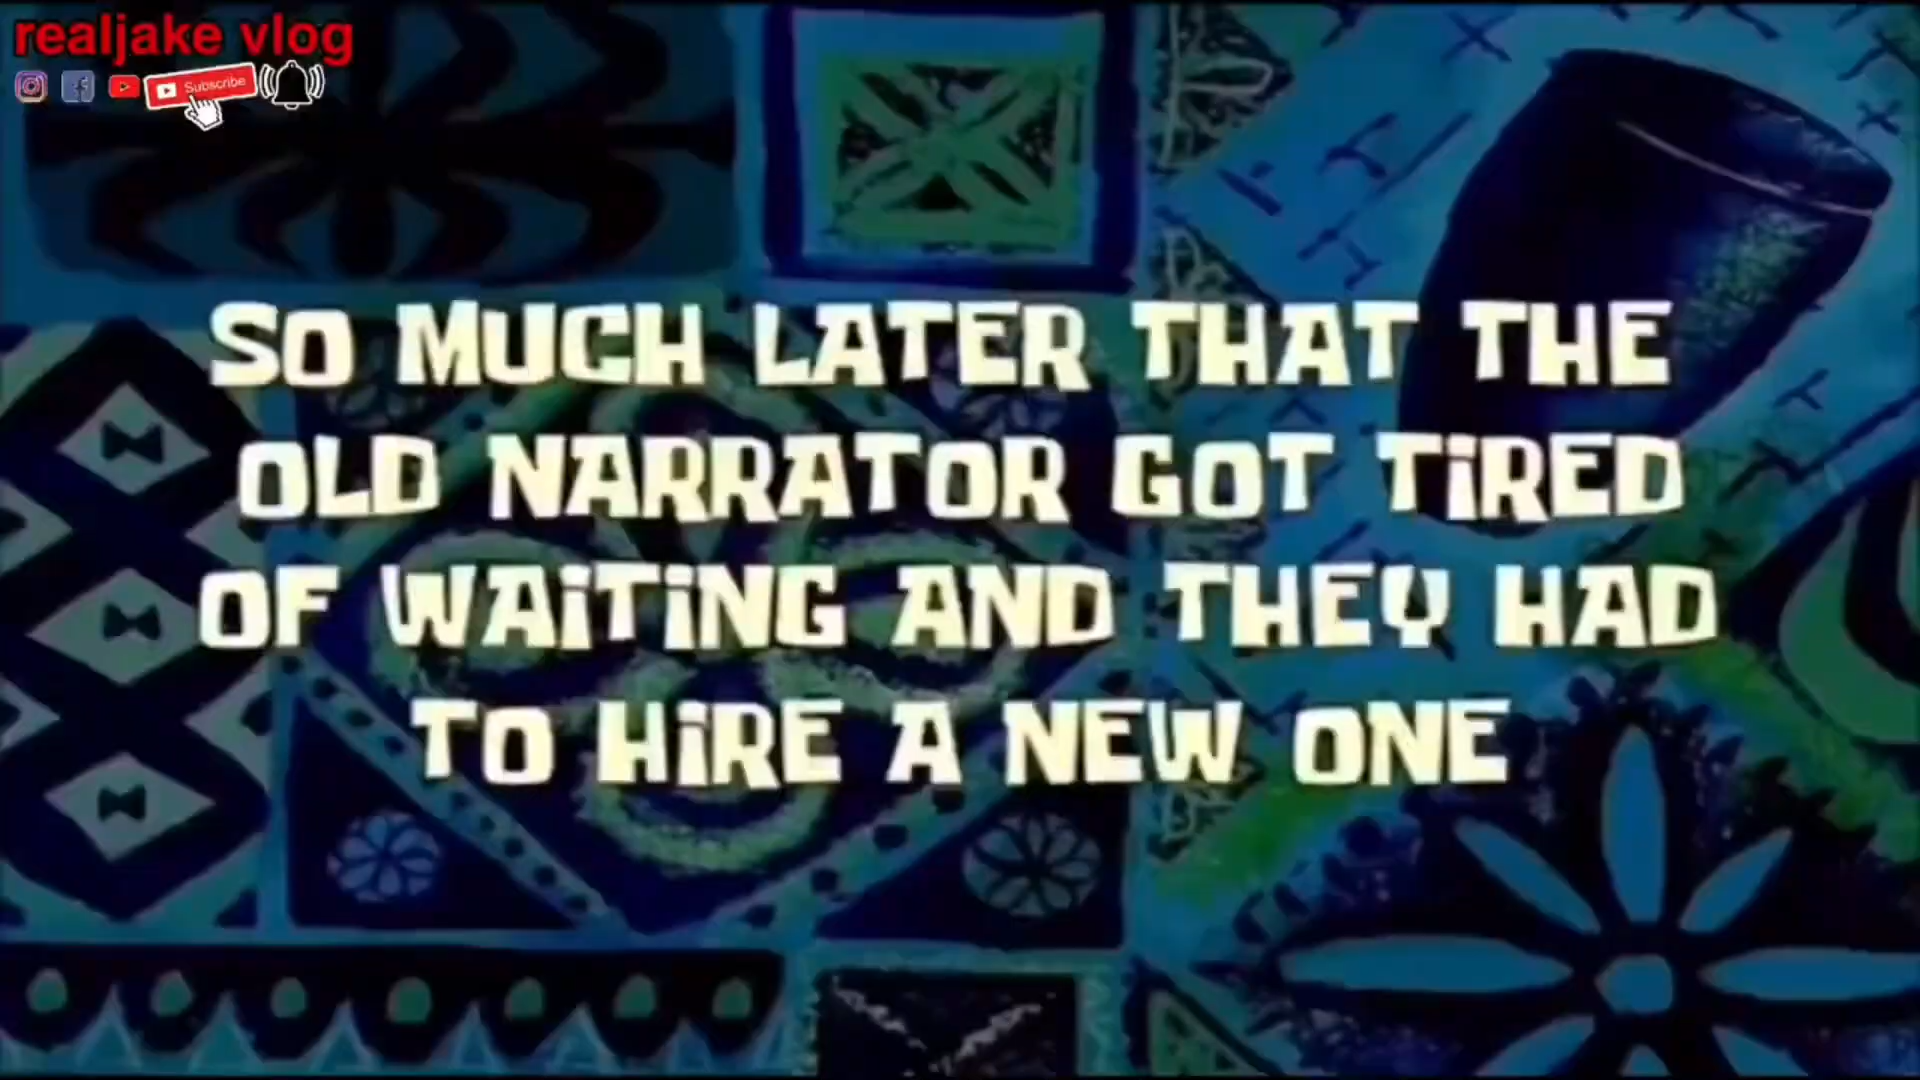 realjake vlog
Subscribe
SO MUCH LATER THAT THE
OLD NARRATOR GOT TiRED
OF WAiTiNG AND THEY HAD
TO HiRE A NEW ONE